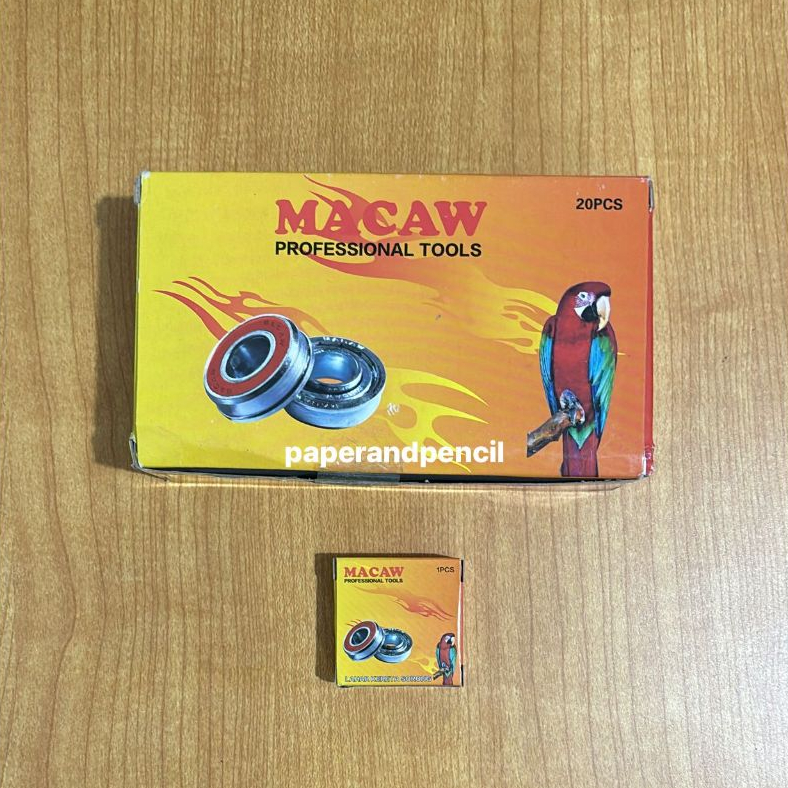 MACAW
PROFESSIONAL TOOLS
20PCS
paperandpencil
MACAW
PROFESSIONAL TOOLS
1PCS